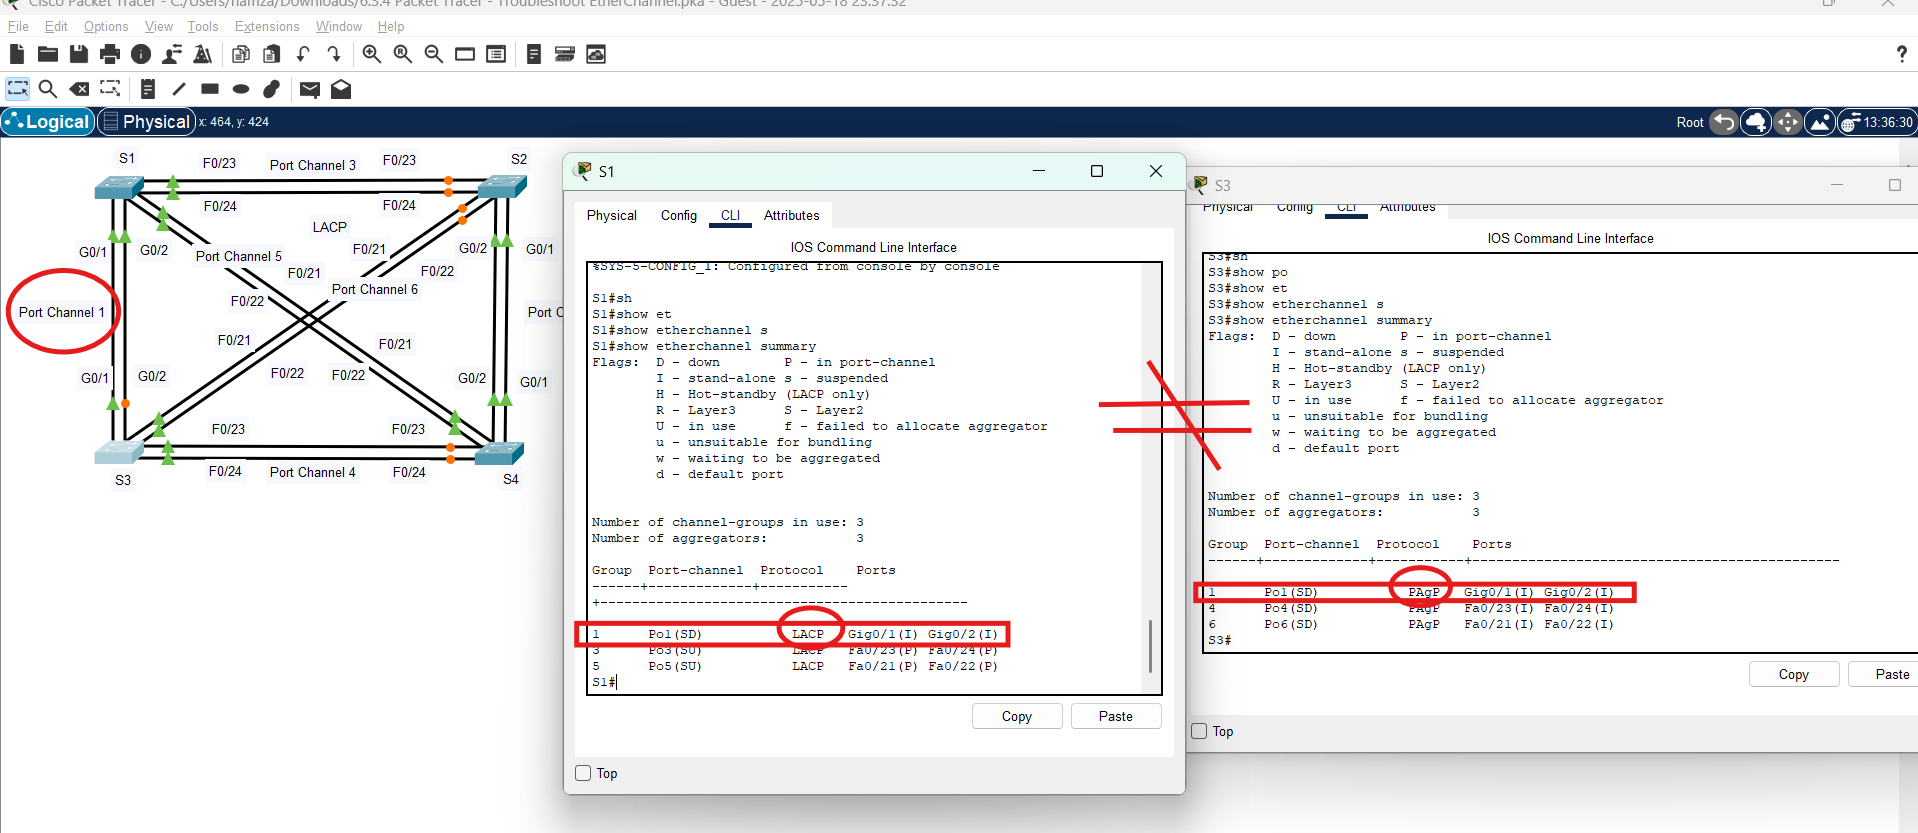 Cisco Packet Tracer - C:/Users/hamza/Downloads/6.3.4 Packet Tracer - Troubleshoot EtherChannel.pka - Guest - 2025-05-18 23:37:52
File Edit Options View Tools Extensions Window Help
?
Logical Physical x: 464, y: 424
Root 13:36:30
S1 F0/23 Port Channel 3 F0/23 S2
F0/24 F0/24
LACP
G0/1 G0/2 Port Channel 5 F0/21 G0/2 G0/1
F0/21 F0/22
F0/22 Port Channel 6
Port Channel 1 Port C
F0/21 F0/21
G0/1 G0/2 F0/22 F0/22 G0/2 G0/1
F0/23 F0/23
S3 F0/24 Port Channel 4 F0/24 S4
S1
Physical Config CLI Attributes
IOS Command Line Interface
%SYS-5-CONFIG_I: Configured from console by console
S1#sh
S1#show et
S1#show etherchannel s
S1#show etherchannel summary
Flags:  D - down        P - in port-channel
I - stand-alone s - suspended
H - Hot-standby (LACP only)
R - Layer3      S - Layer2
U - in use      f - failed to allocate aggregator
u - unsuitable for bundling
w - waiting to be aggregated
d - default port
Number of channel-groups in use: 3
Number of aggregators:           3
Group  Port-channel  Protocol    Ports
------+-------------+-----------
+----------------------------------------------
1      Po1(SD)           LACP   Gig0/1(I) Gig0/2(I)
3      Po3(SU)           LACP   Fa0/23(P) Fa0/24(P)
5      Po5(SU)           LACP   Fa0/21(P) Fa0/22(P)
S1#
Copy Paste
Top
S3
Physical Config CLI Attributes
IOS Command Line Interface
S3#sh
S3#show po
S3#show et
S3#show etherchannel s
S3#show etherchannel summary
Flags:  D - down        P - in port-channel
I - stand-alone s - suspended
H - Hot-standby (LACP only)
R - Layer3      S - Layer2
U - in use      f - failed to allocate aggregator
u - unsuitable for bundling
w - waiting to be aggregated
d - default port
Number of channel-groups in use: 3
Number of aggregators:           3
Group  Port-channel  Protocol    Ports
------+-------------+-----------+----------------------------------------------
1      Po1(SD)           PAgP   Gig0/1(I) Gig0/2(I)
4      Po4(SD)           PAgP   Fa0/23(I) Fa0/24(I)
6      Po6(SD)           PAgP   Fa0/21(I) Fa0/22(I)
S3#
Copy Paste
Top